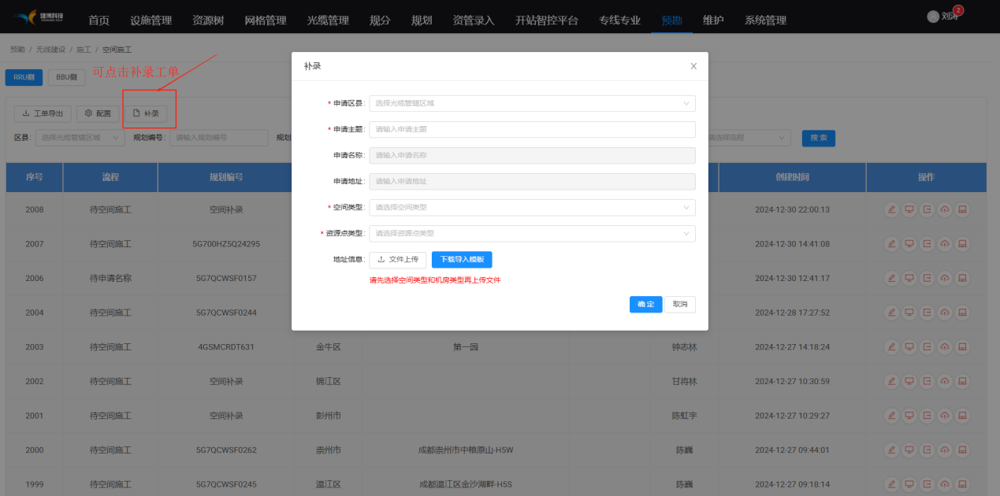 雄博科技
首页 设施管理 资源树 网格管理 光缆管理 规分 规划 资管录入 开站智控平台 专线专业 预勘 维护 系统管理 刘涛 2
预勘 / 无线建设 / 施工 / 空间施工
RRU侧 BBU侧 可点击补录工单
补录
工单导出 配置 补录
区县: 选择光缆管辖区域 规划编号: 请输入规划编号 规划 请选择流程 搜 索
* 申请区县: 选择光缆管辖区域
* 申请主题: 请输入申请主题
申请名称: 请输入申请名称
申请地址: 请输入申请地址
* 空间类型: 请选择空间类型
* 资源点类型: 请选择资源点类型
地址信息: 文件上传 下载导入模板
请先选择空间类型和机房类型再上传文件
确 定 取消
序号 流程 规划编号 创建时间 操作
2008 待空间施工 空间补录 2024-12-30 22:00:13
2007 待空间施工 5G700HZ5Q24295 2024-12-30 14:41:08
2006 待申请名称 5G7QCWSF0157 2024-12-30 12:41:17
2004 待空间施工 5G7QCWSF0244 2024-12-28 17:27:52
2003 待空间施工 4GSMCRDT631 金牛区 第一园 钟志林 2024-12-27 14:18:24
2002 待空间施工 空间补录 锦江区 甘将林 2024-12-27 10:30:59
2001 待空间施工 空间补录 彭州市 陈虹宇 2024-12-27 10:29:27
2000 待空间施工 5G7QCWSF0262 崇州市 成都崇州市中粮原山-H5W 陈巍 2024-12-27 09:44:01
1999 待空间施工 5G7QCWSF0245 温江区 成都温江区金沙湖畔-H5S 陈巍 2024-12-27 09:18:14